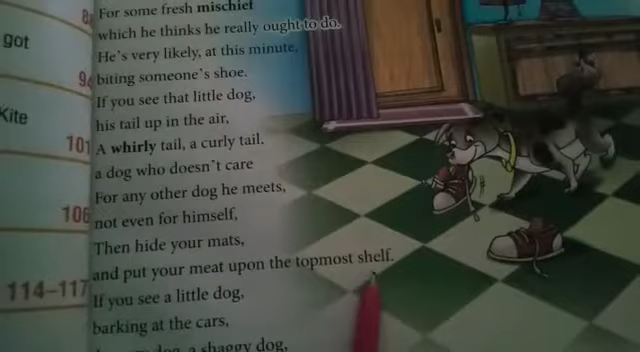 For some fresh mischief
which he thinks he really ought to do.
He's very likely, at this minute,
biting someone's shoe.
If you see that little dog,
his tail up in the air,
A whirly tail, a curly tail.
a dog who doesn't care
For any other dog he meets,
not even for himself,
Then hide your mats,
and put your meat upon the topmost shelf.
If you see a little dog,
barking at the cars,
dog, a shaggy dog,
got
Kite
101
106
114–117